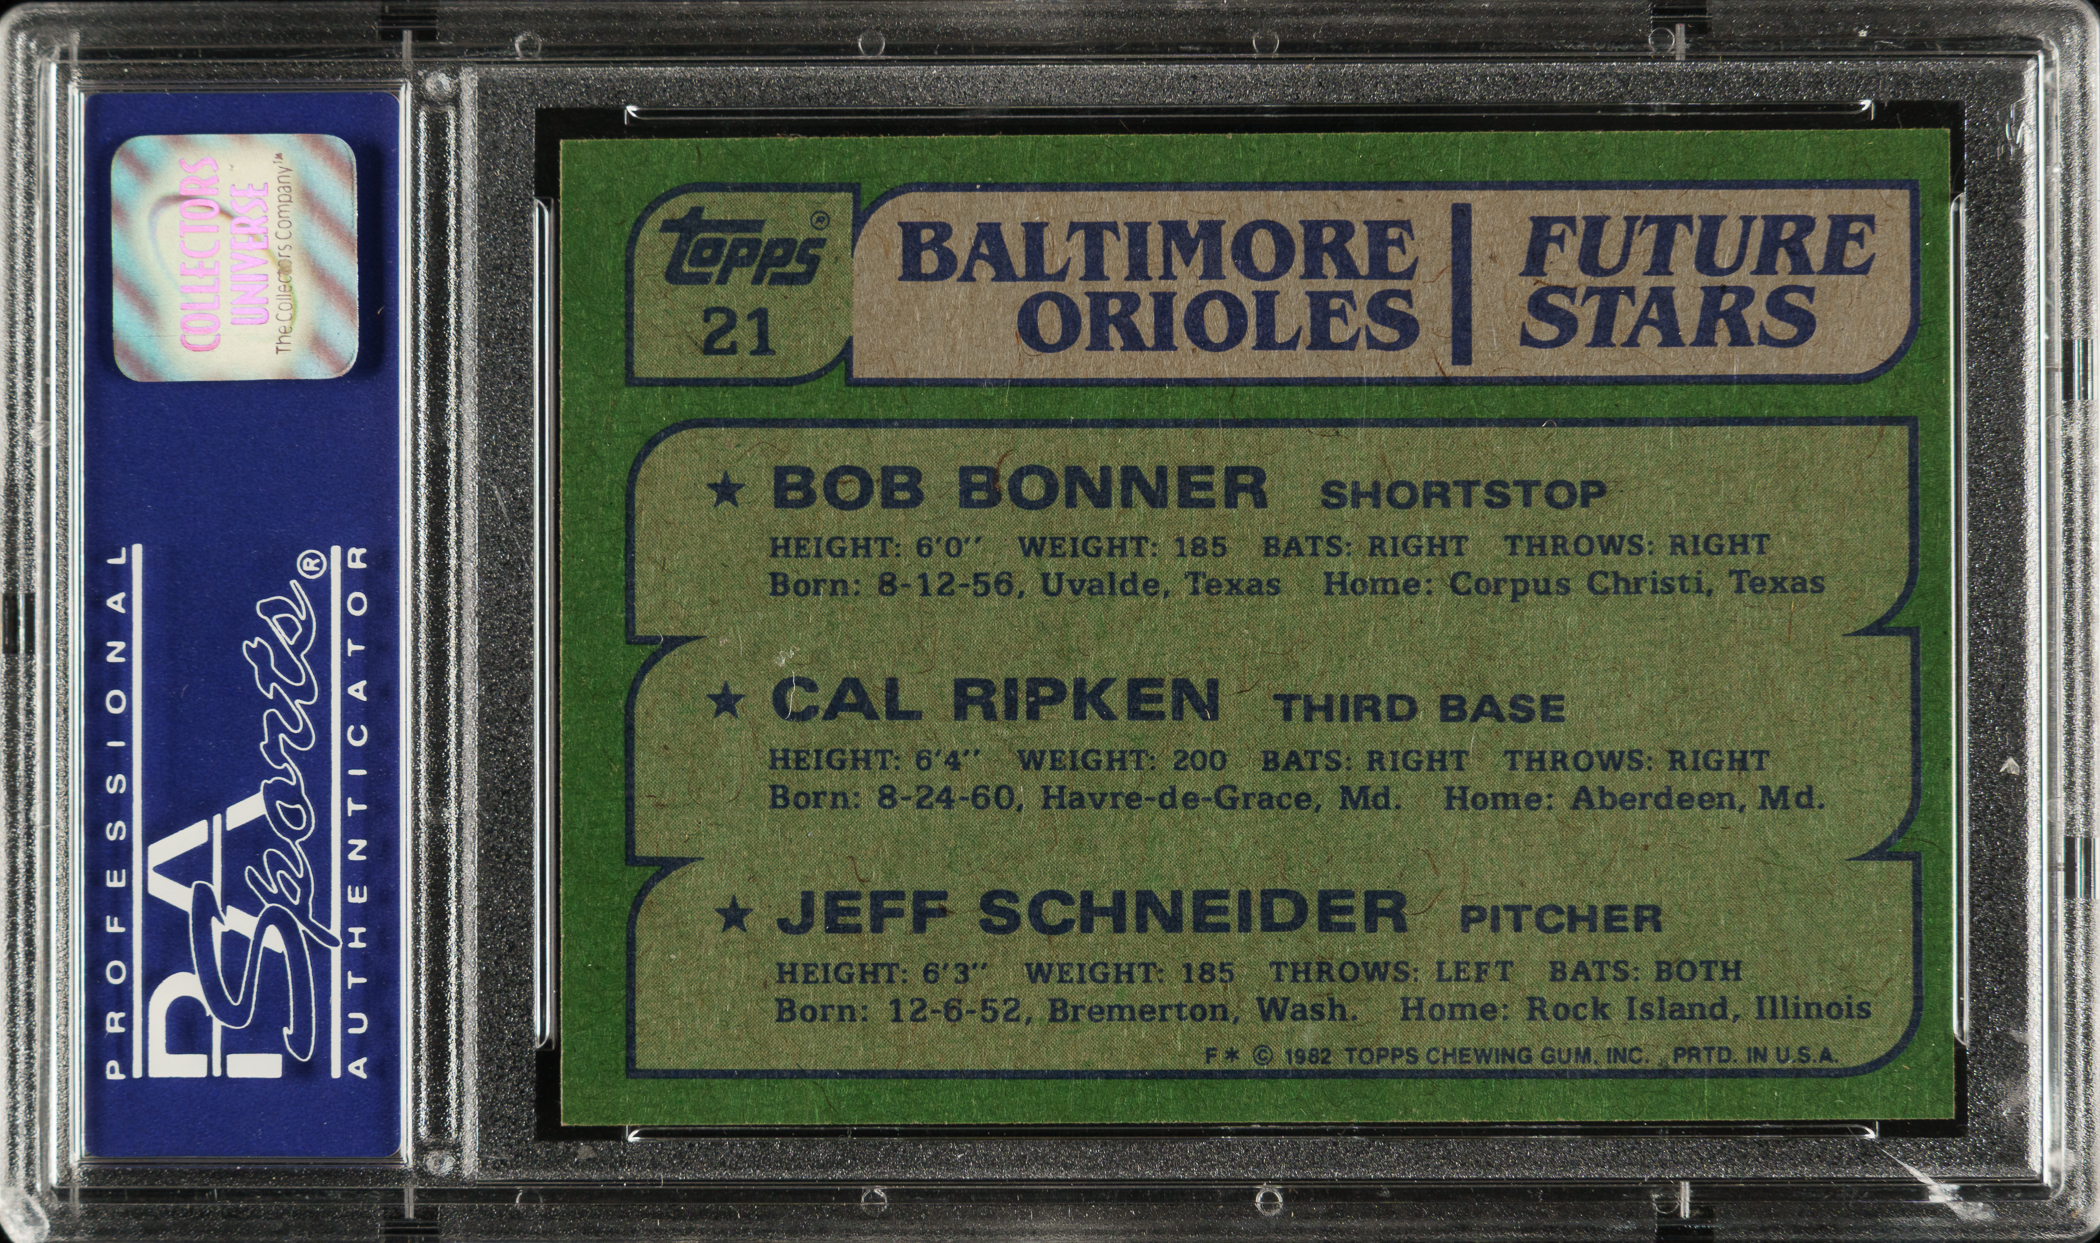 COLLECTORS
UNIVERSE
The Collectors Company™
PROFESSIONAL
PSA
Sports®
AUTHENTICATOR
topps®
21
BALTIMORE
ORIOLES
FUTURE
STARS
★ BOB BONNER SHORTSTOP
HEIGHT: 6'0" WEIGHT: 185 BATS: RIGHT THROWS: RIGHT
Born: 8-12-56, Uvalde, Texas Home: Corpus Christi, Texas
★ CAL RIPKEN THIRD BASE
HEIGHT: 6'4" WEIGHT: 200 BATS: RIGHT THROWS: RIGHT
Born: 8-24-60, Havre-de-Grace, Md. Home: Aberdeen, Md.
★ JEFF SCHNEIDER PITCHER
HEIGHT: 6'3" WEIGHT: 185 THROWS: LEFT BATS: BOTH
Born: 12-6-52, Bremerton, Wash. Home: Rock Island, Illinois
F* © 1982 TOPPS CHEWING GUM, INC., PRTD. IN U.S.A.